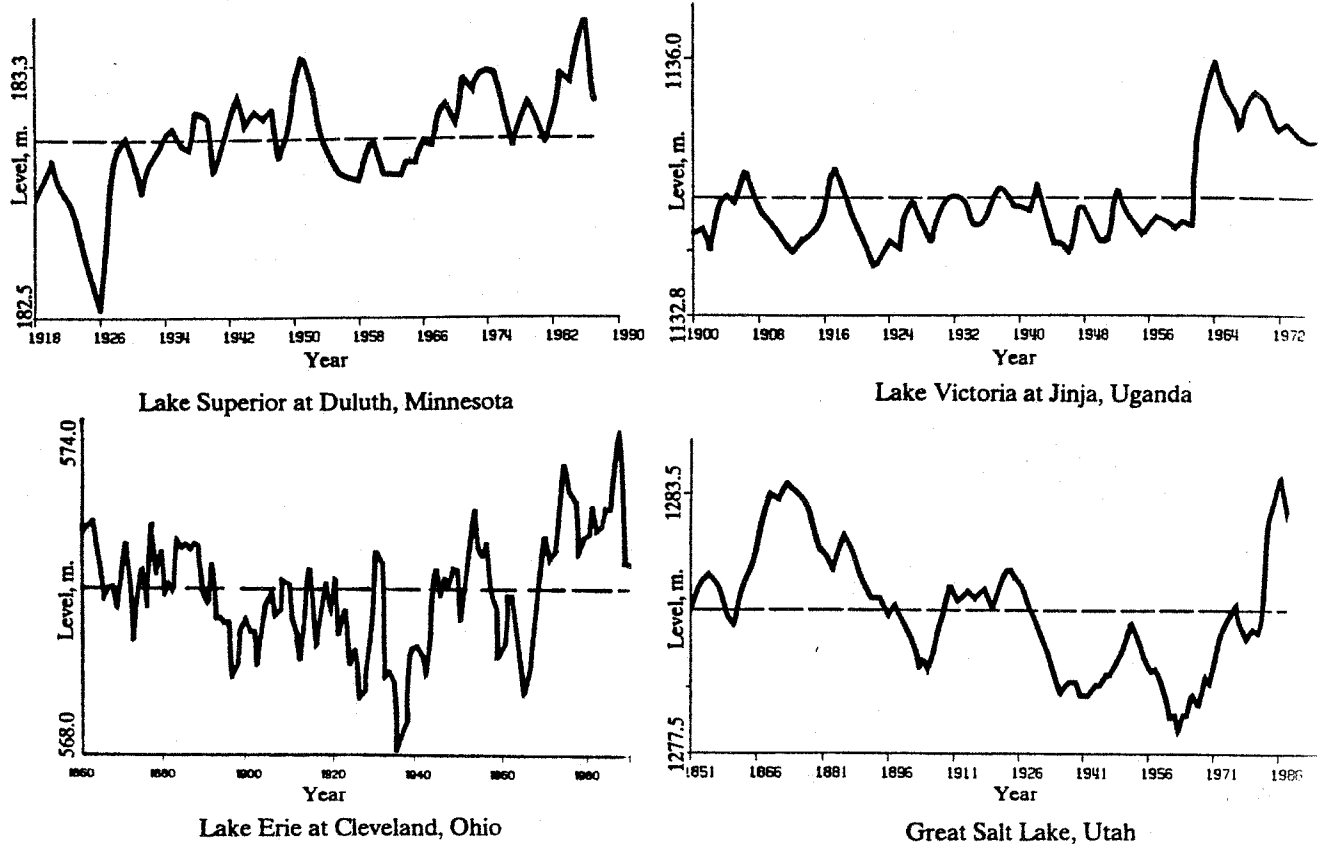 183.3
Level, m.
182.5
1918 1926 1934 1942 1950 1958 1966 1974 1982 1990
Year
Lake Superior at Duluth, Minnesota
1136.0
Level, m.
1132.8
1900 1908 1916 1924 1932 1940 1948 1956 1964 1972
Year
Lake Victoria at Jinja, Uganda
574.0
Level, m.
568.0
1860 1880 1900 1920 1940 1960 1980
Year
Lake Erie at Cleveland, Ohio
1283.5
Level, m.
1277.5
1851 1866 1881 1896 1911 1926 1941 1956 1971 1986
Year
Great Salt Lake, Utah